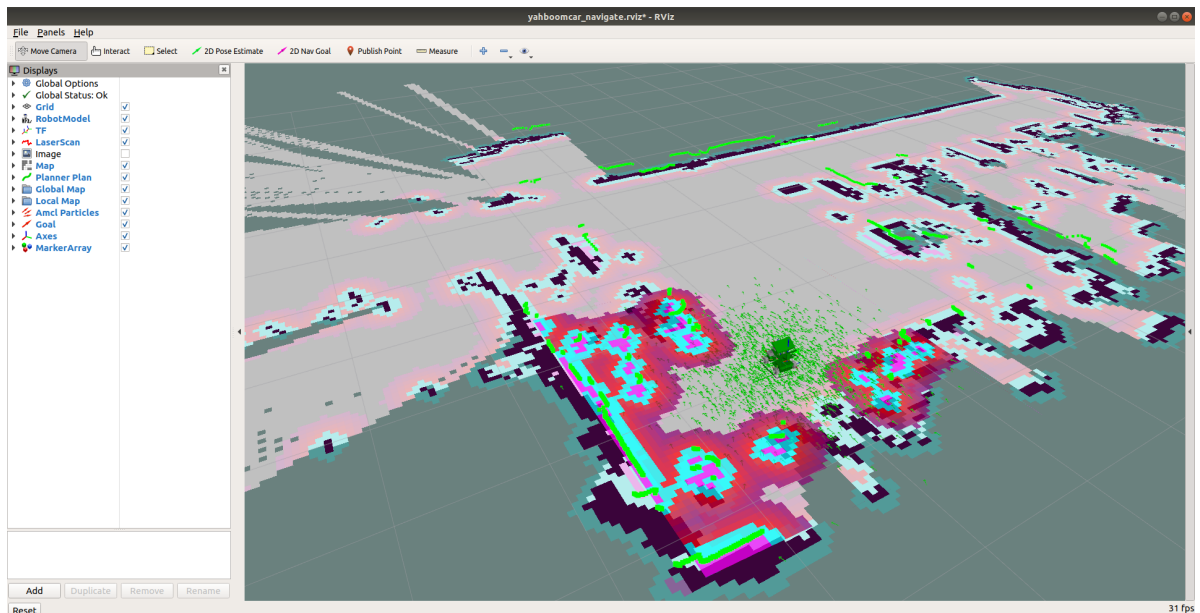 yahboomcar_navigate.rviz* - RViz
File Panels Help
Move Camera Interact Select 2D Pose Estimate 2D Nav Goal Publish Point Measure
Displays
Global Options
Global Status: Ok
Grid
RobotModel
TF
LaserScan
Image
Map
Planner Plan
Global Map
Local Map
Amcl Particles
Goal
Axes
MarkerArray
Add Duplicate Remove Rename
Reset 31 fps